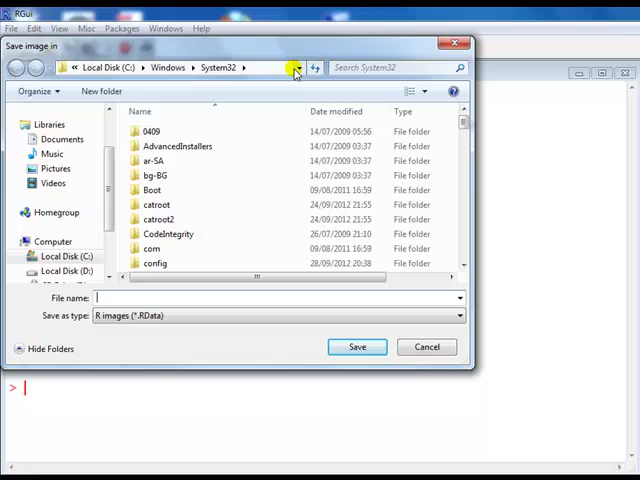 RGui
File Edit View Misc Packages Windows Help
Save image in
« Local Disk (C:) Windows System32 Search System32
Organize New folder
Name Date modified Type
Libraries
Documents
Music
Pictures
Videos
Homegroup
Computer
Local Disk (C:)
Local Disk (D:)
0409 14/07/2009 05:56 File folder
AdvancedInstallers 14/07/2009 03:37 File folder
ar-SA 14/07/2009 03:37 File folder
bg-BG 14/07/2009 03:37 File folder
Boot 09/08/2011 16:59 File folder
catroot 24/09/2012 21:55 File folder
catroot2 24/09/2012 21:55 File folder
CodeIntegrity 26/07/2009 21:10 File folder
com 09/08/2011 16:59 File folder
config 28/09/2012 20:38 File folder
File name:
Save as type: R images (*.RData)
Hide Folders Save Cancel
>